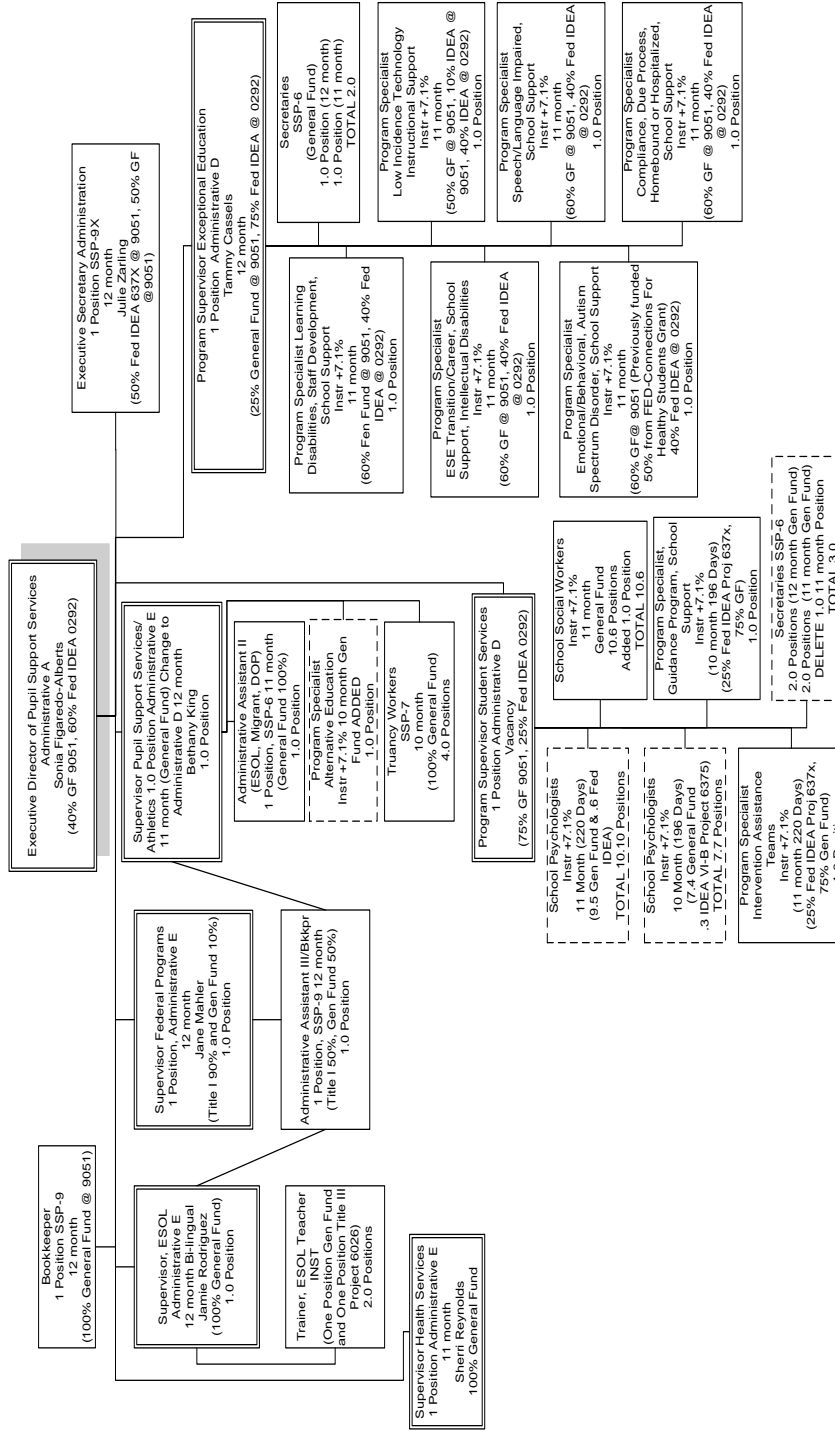 Executive Director of Pupil Support Services
Administrative A
Sonia Figaredo-Alberts
(40% GF 9051, 60% Fed IDEA 0292)
Bookkeeper
1 Position SSP-9
12 month
(100% General Fund @ 9051)
Executive Secretary Administration
1 Position SSP-9X
12 month
Julie Zarling
(50% Fed IDEA 637X @ 9051, 50% GF
@9051)
Supervisor, ESOL
Administrative E
12 month Bi-lingual
Jamie Rodriguez
(100% General Fund)
1.0 Position
Trainer, ESOL Teacher
INST
(One Position Gen Fund
and One Position Title III
Project 6026)
2.0 Positions
Supervisor Health Services
1 Position Administrative E
11 month
Sherri Reynolds
100% General Fund
Supervisor Federal Programs
1 Position, Administrative E
12 month
Jane Mahler
(Title I 90% and Gen Fund 10%)
1.0 Position
Administrative Assistant III/Bkkpr
1 Position, SSP-9 12 month
(Title I 50%, Gen Fund 50%)
1.0 Position
Supervisor Pupil Support Services/
Athletics 1.0 Position Administrative E
11 month (General Fund) Change to
Administrative D 12 month
Bethany King
1.0 Position
Administrative Assistant II
(ESOL, Migrant, DOP)
1 Position, SSP-6 11 month
(General Fund 100%)
1.0 Position
Program Specialist
Alternative Education
Instr +7.1% 10 month Gen
Fund ADDED
1.0 Position
Truancy Workers
SSP-7
10 month
(100% General Fund)
4.0 Positions
Program Supervisor Student Services
1 Position Administrative D
Vacancy
(75% GF 9051, 25% Fed IDEA 0292)
School Psychologists
Instr +7.1%
11 Month (220 Days)
(9.5 Gen Fund & .6 Fed
IDEA)
TOTAL 10.10 Positions
School Social Workers
Instr +7.1%
11 month
General Fund
10.6 Positions
Added 1.0 Position
TOTAL 10.6
School Psychologists
Instr +7.1%
10 Month (196 Days)
(7.4 General Fund
.3 IDEA VI-B Project 6375)
TOTAL 7.7 Positions
Program Specialist,
Guidance Program, School
Support
Instr +7.1%
(10 month 196 Days)
(25% Fed IDEA Proj 637x,
75% GF)
1.0 Position
Program Specialist
Intervention Assistance
Teams
Instr +7.1%
(11 month 220 Days)
(25% Fed IDEA Proj 637x,
75% Gen Fund)
Secretaries SSP-6
2.0 Positions (12 month Gen Fund)
2.0 Positions (11 month Gen Fund)
DELETE 1.0 11 month Position
TOTAL 3.0
Program Supervisor Exceptional Education
1 Position Administrative D
Tammy Cassels
12 month
(25% General Fund @ 9051, 75% Fed IDEA @ 0292)
Secretaries
SSP-6
(General Fund)
1.0 Position (12 month)
1.0 Position (11 month)
TOTAL 2.0
Program Specialist Learning
Disabilities, Staff Development,
School Support
Instr +7.1%
11 month
(60% Fen Fund @ 9051, 40% Fed
IDEA @ 0292)
1.0 Position
Program Specialist
Low Incidence Technology
Instructional Support
Instr +7.1%
11 month
(50% GF @ 9051, 10% IDEA @
9051, 40% IDEA @ 0292)
1.0 Position
Program Specialist
ESE Transition/Career, School
Support, Intellectual Disabilities
Instr +7.1%
11 month
(60% GF @ 9051, 40% Fed IDEA
@ 0292)
1.0 Position
Program Specialist
Speech/Language Impaired,
School Support
Instr +7.1%
11 month
(60% GF @ 9051, 40% Fed IDEA
@ 0292)
1.0 Position
Program Specialist
Emotional/Behavioral, Autism
Spectrum Disorder, School Support
Instr +7.1%
11 month
(60% GF@ 9051 (Previously funded
50% from FED-Connections For
Healthy Students Grant)
40% Fed IDEA @ 0292)
1.0 Position
Program Specialist
Compliance, Due Process,
Homebound or Hospitalized,
School Support
Instr +7.1%
11 month
(60% GF @ 9051, 40% Fed IDEA
@ 0292)
1.0 Position